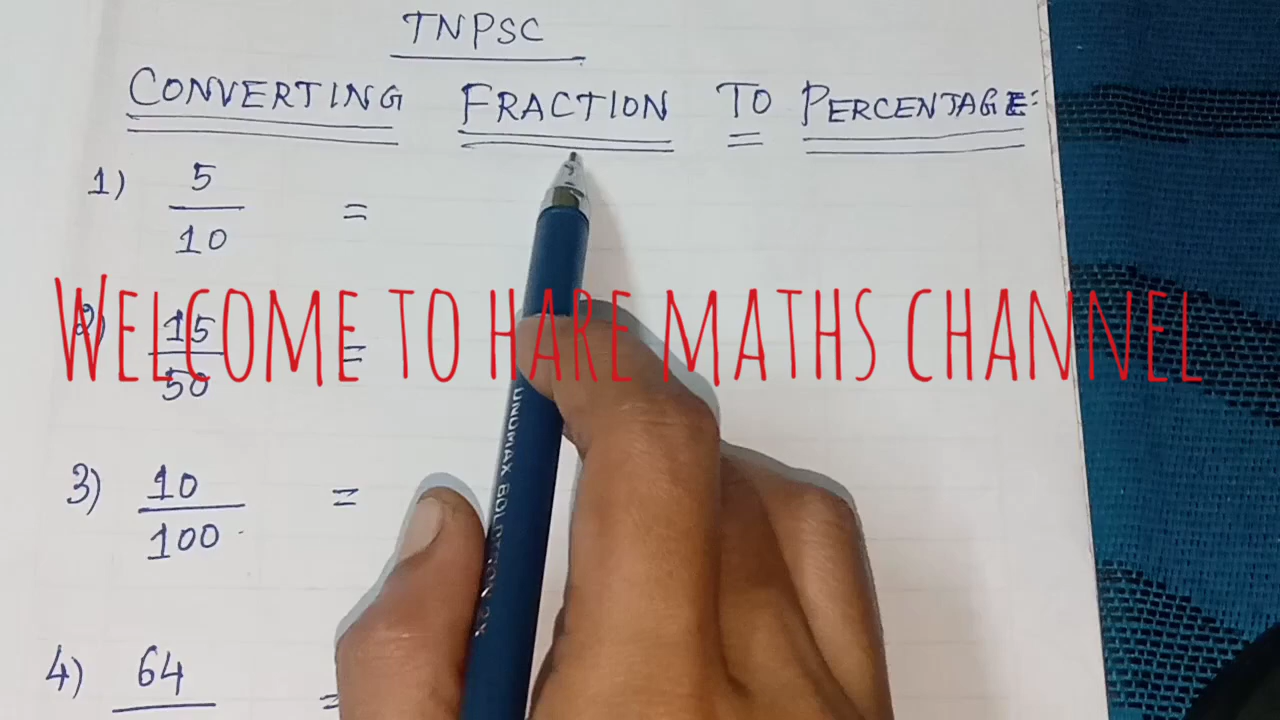 TNPSC
CONVERTING FRACTION TO PERCENTAGE:
1) 5/10 =
WELCOME TO HARE MATHS CHANNEL
2) 15/50 =
3) 10/100 =
4) 64 =
UNOMAX